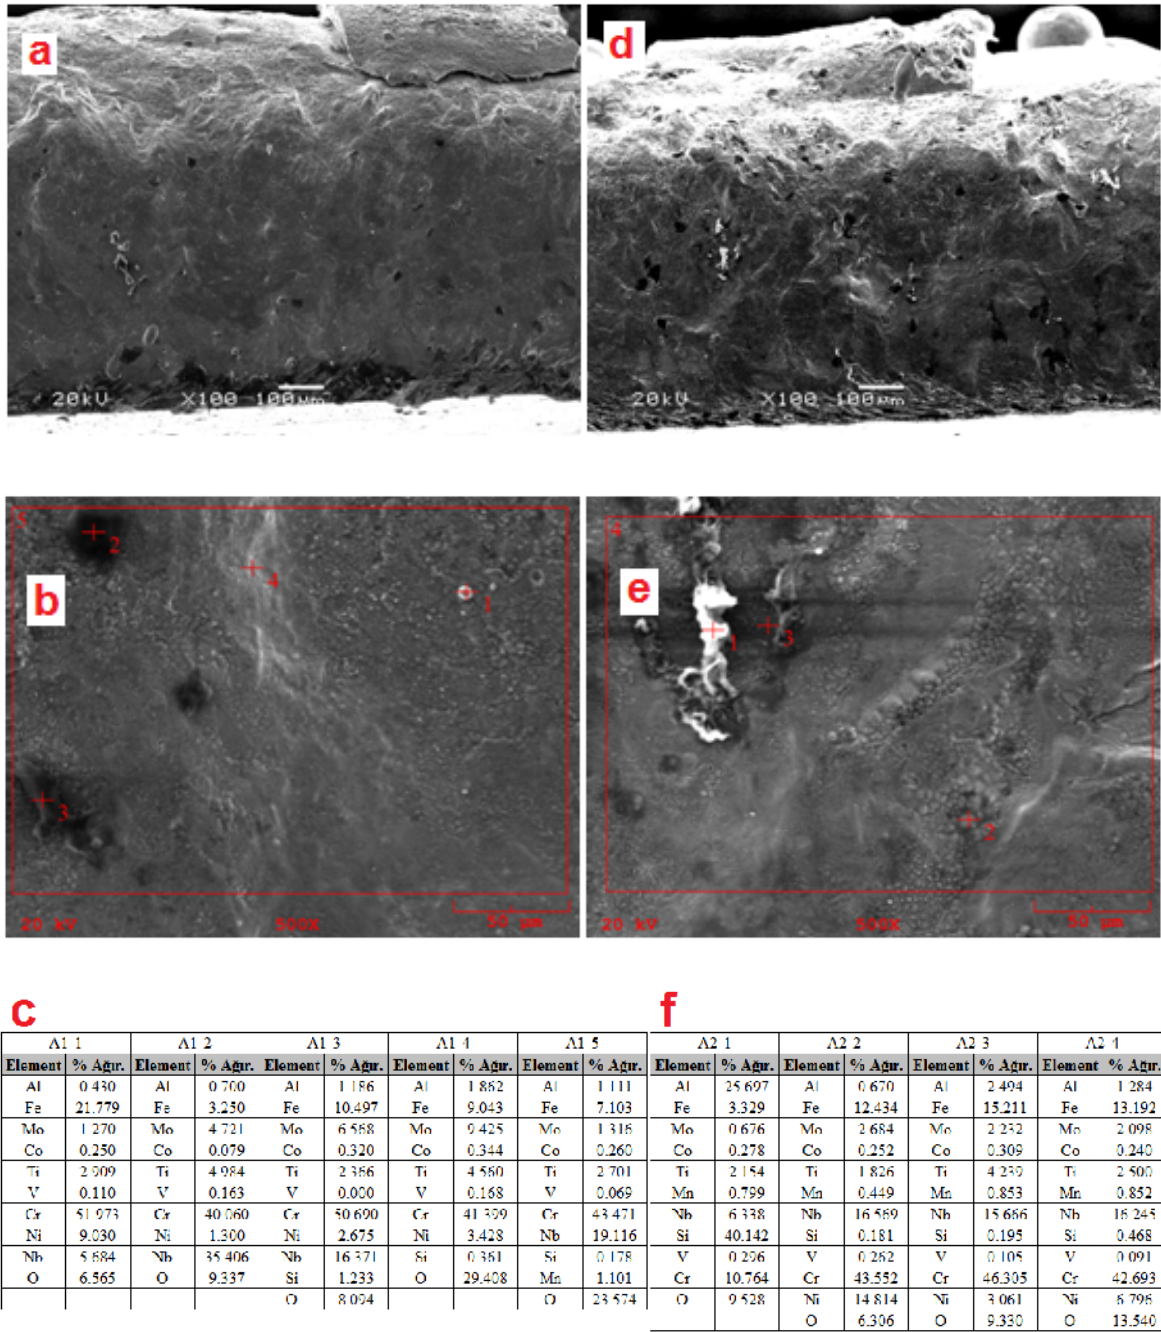 a
d
20kV X100 100µm
20kV X100 100µm
5
2
4
1
b
3
20 kV 500X 50 µm
4
e
1
3
2
20 kV 500X 50 µm
c
f
A1 1 A1 2 A1 3 A1 4 A1 5 A2 1 A2 2 A2 3 A2 4
Element % Ağır. Element % Ağır. Element % Ağır. Element % Ağır. Element % Ağır. Element % Ağır. Element % Ağır. Element % Ağır. Element % Ağır.
Al 0.430 Al 0.700 Al 1.186 Al 1.862 Al 1.111 Al 25.697 Al 0.670 Al 2.494 Al 1.284
Fe 21.779 Fe 3.250 Fe 10.497 Fe 9.043 Fe 7.103 Fe 3.329 Fe 12.434 Fe 15.211 Fe 13.192
Mo 1.270 Mo 4.721 Mo 6.568 Mo 9.425 Mo 1.316 Mo 0.676 Mo 2.684 Mo 2.232 Mo 2.098
Co 0.250 Co 0.079 Co 0.320 Co 0.344 Co 0.260 Co 0.278 Co 0.252 Co 0.309 Co 0.240
Ti 2.909 Ti 4.984 Ti 2.366 Ti 4.560 Ti 2.701 Ti 2.154 Ti 1.826 Ti 4.239 Ti 2.500
V 0.110 V 0.163 V 0.000 V 0.168 V 0.069 Mn 0.799 Mn 0.449 Mn 0.853 Mn 0.852
Cr 51.973 Cr 40.060 Cr 50.690 Cr 41.399 Cr 43.471 Nb 6.338 Nb 16.569 Nb 15.666 Nb 16.245
Ni 9.030 Ni 1.300 Ni 2.675 Ni 3.428 Nb 19.116 Si 40.142 Si 0.181 Si 0.195 Si 0.468
Nb 5.684 Nb 35.406 Nb 16.371 Si 0.361 Si 0.178 V 0.296 V 0.262 V 0.105 V 0.091
O 6.565 O 9.337 Si 1.233 O 29.408 Mn 1.101 Cr 10.764 Cr 43.552 Cr 46.305 Cr 42.693
O 8.094 O 23.574 O 9.528 Ni 14.814 Ni 3.061 Ni 6.796
O 6.306 O 9.330 O 13.540